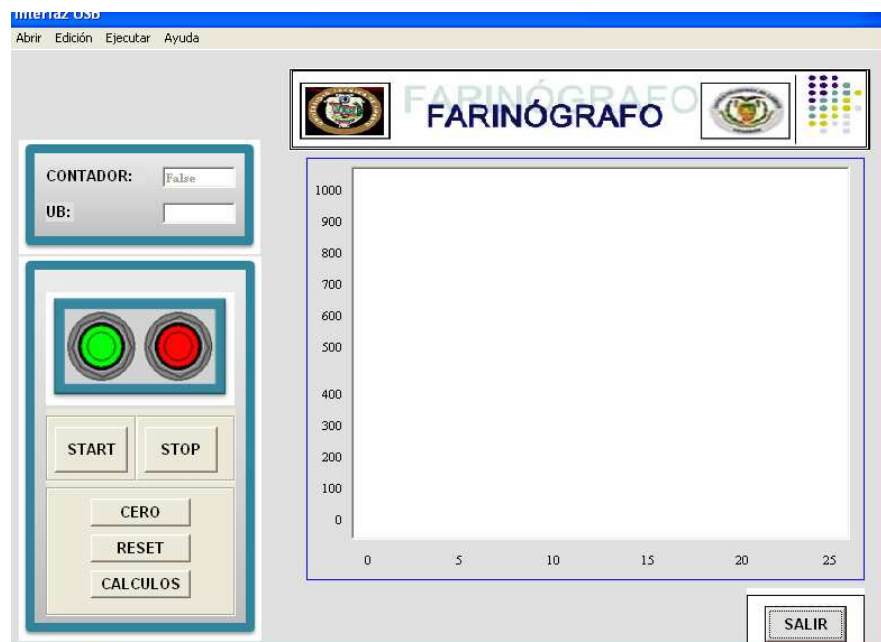 Interfaz USB
Abrir Edición Ejecutar Ayuda
FARINÓGRAFO
FARINÓGRAFO
CONTADOR: False
UB:
START STOP
CERO
RESET
CALCULOS
1000
900
800
700
600
500
400
300
200
100
0
0 5 10 15 20 25
SALIR